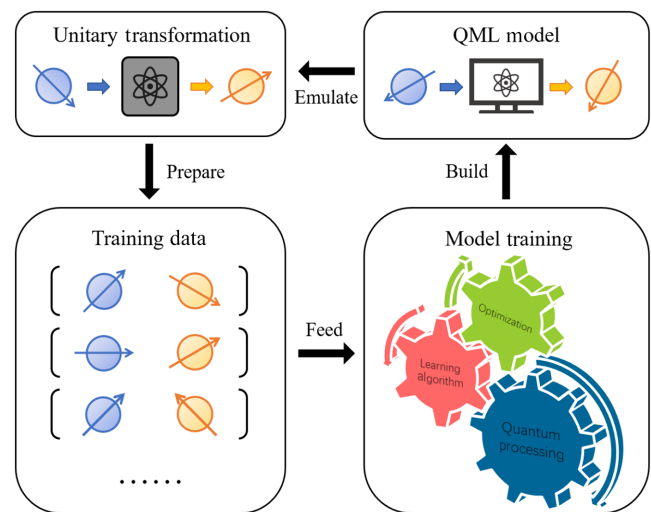 Unitary transformation
QML model
Emulate
Prepare
Build
Training data
Model training
Feed
Optimization
Learning
algorithm
Quantum
processing
......